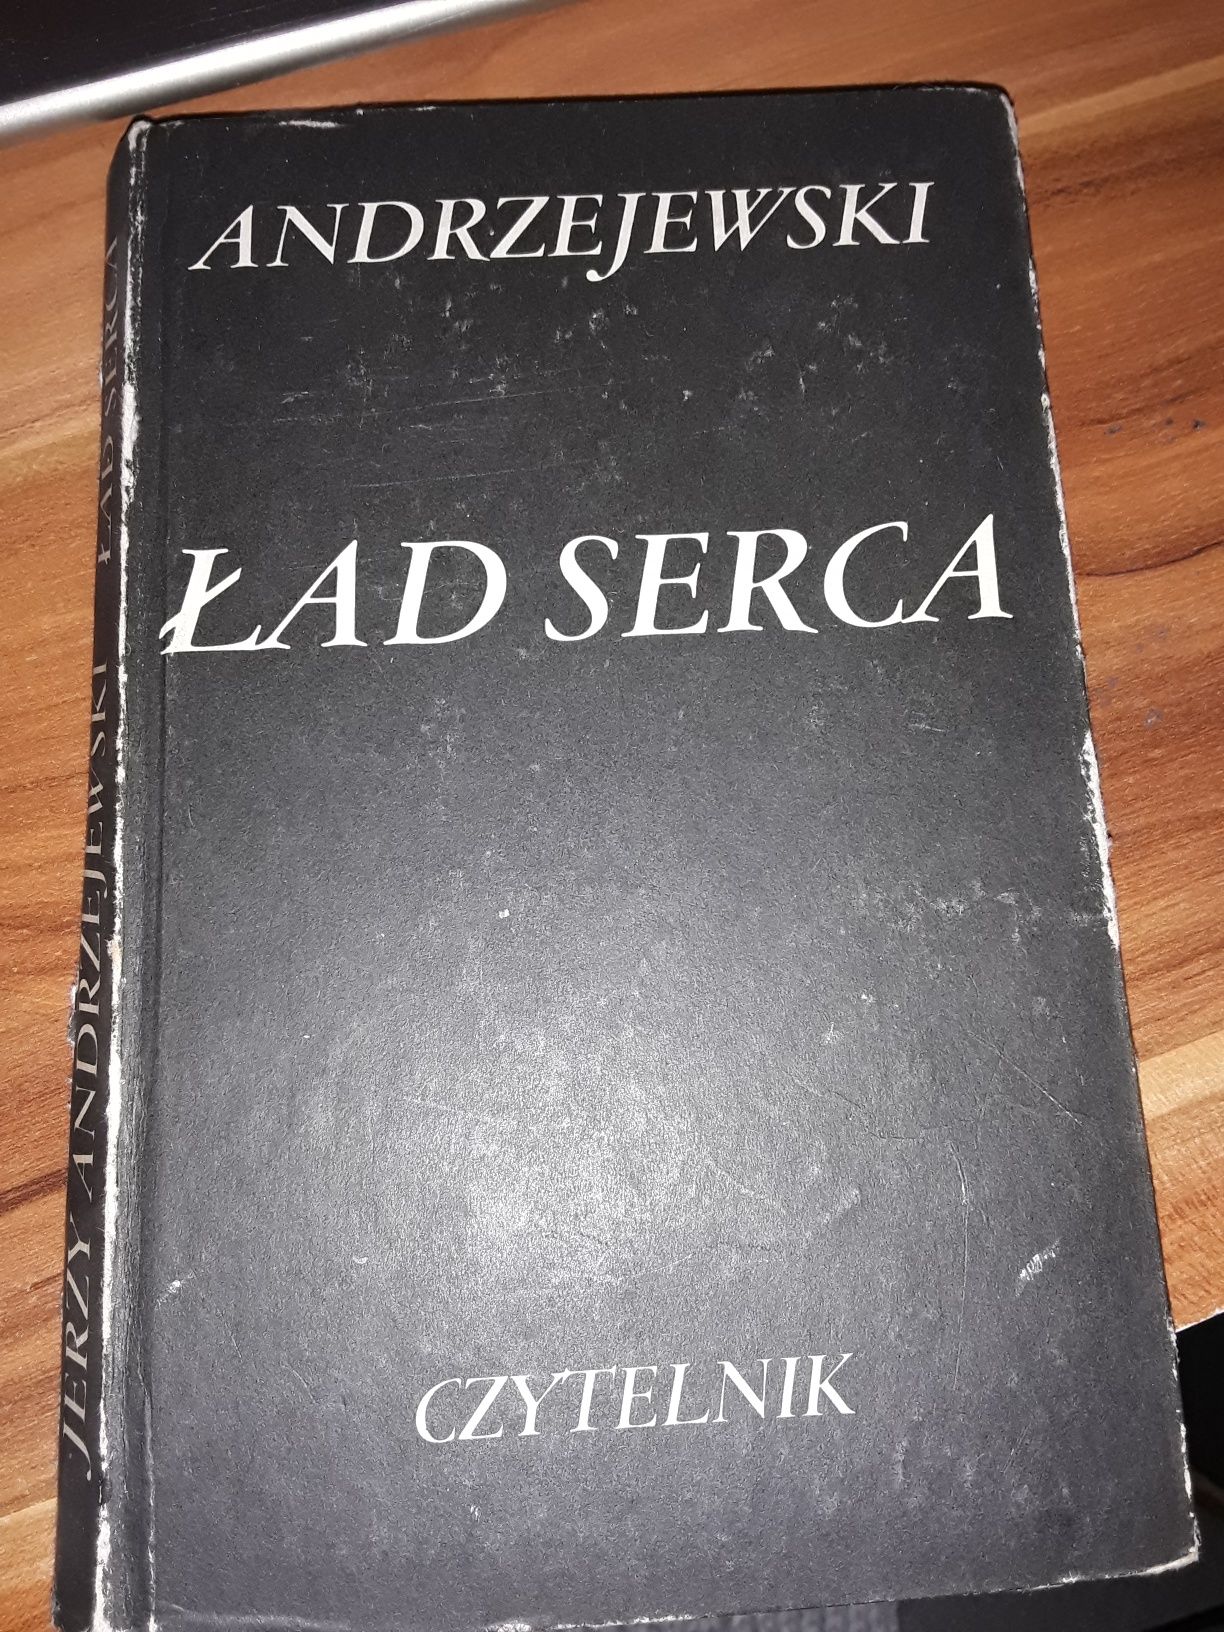 ANDRZEJEWSKI
ŁAD SERCA
CZYTELNIK
JERZY ANDRZEJEWSKI ŁAD SERCA